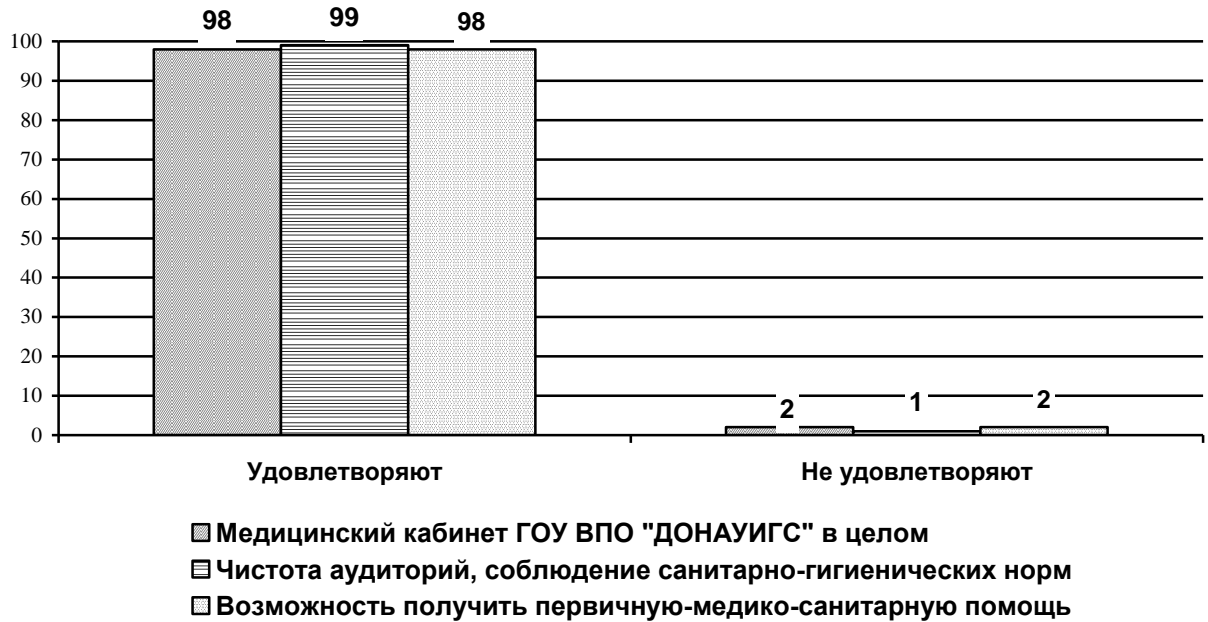 98 99 98
100
90
80
70
60
50
40
30
20
10
0
2 1 2
Удовлетворяют Не удовлетворяют
Медицинский кабинет ГОУ ВПО "ДОНАУИГС" в целом
Чистота аудиторий, соблюдение санитарно-гигиенических норм
Возможность получить первичную-медико-санитарную помощь